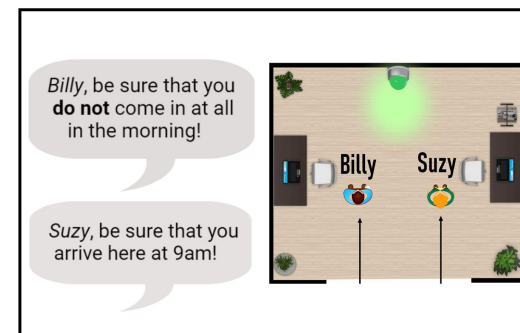 Billy, be sure that you
do not come in at all
in the morning!
Billy
Suzy
Suzy, be sure that you
arrive here at 9am!